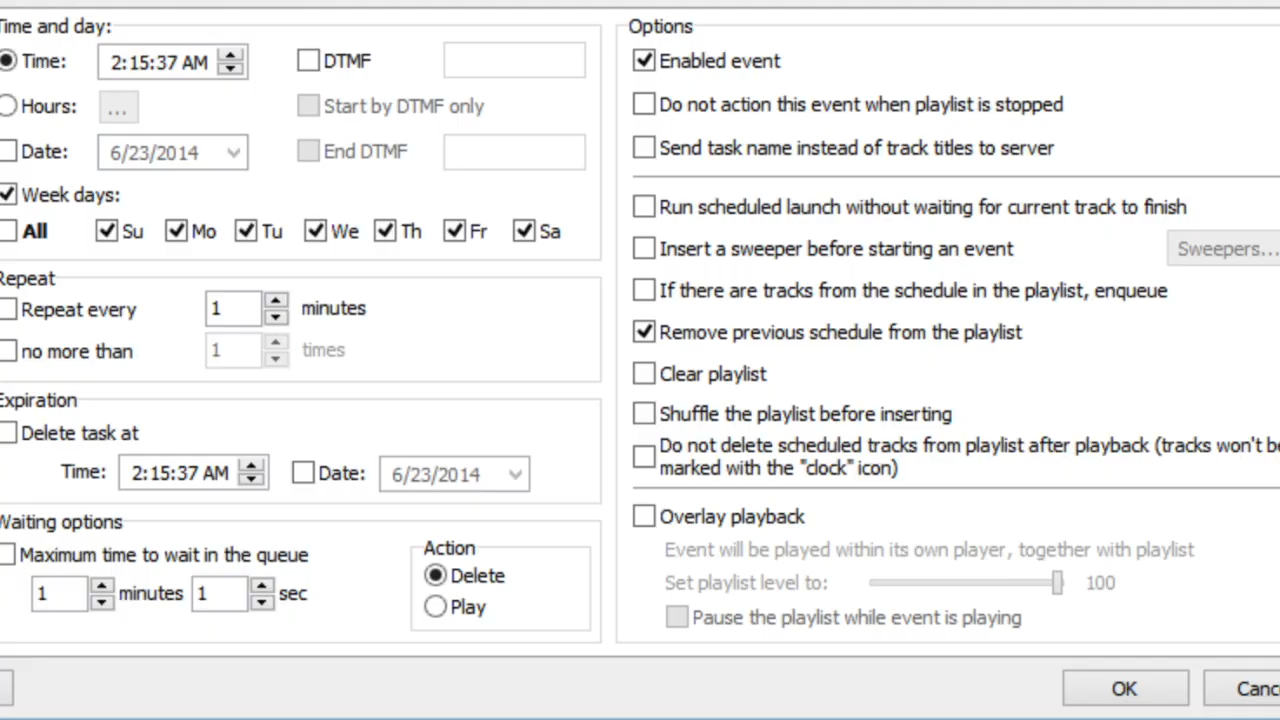 Time and day:
Time: 2:15:37 AM DTMF
Hours: ... Start by DTMF only
Date: 6/23/2014 End DTMF
Week days:
All Su Mo Tu We Th Fr Sa
Repeat
Repeat every 1 minutes
no more than 1 times
Expiration
Delete task at
Time: 2:15:37 AM Date: 6/23/2014
Waiting options
Maximum time to wait in the queue
1 minutes 1 sec
Action
Delete
Play
Options
Enabled event
Do not action this event when playlist is stopped
Send task name instead of track titles to server
Run scheduled launch without waiting for current track to finish
Insert a sweeper before starting an event Sweepers...
If there are tracks from the schedule in the playlist, enqueue
Remove previous schedule from the playlist
Clear playlist
Shuffle the playlist before inserting
Do not delete scheduled tracks from playlist after playback (tracks won't be
marked with the "clock" icon)
Overlay playback
Event will be played within its own player, together with playlist
Set playlist level to: 100
Pause the playlist while event is playing
OK Canc